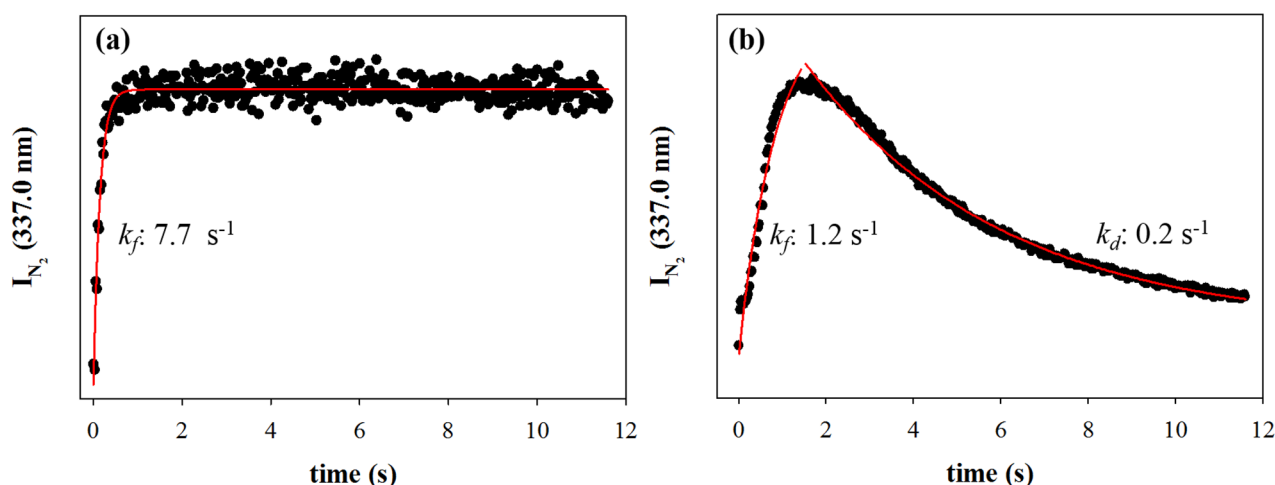 (a)
I_N₂ (337.0 nm)
k_f: 7.7 s⁻¹
0 2 4 6 8 10 12
time (s)
(b)
I_N₂ (337.0 nm)
k_f: 1.2 s⁻¹
k_d: 0.2 s⁻¹
0 2 4 6 8 10 12
time (s)